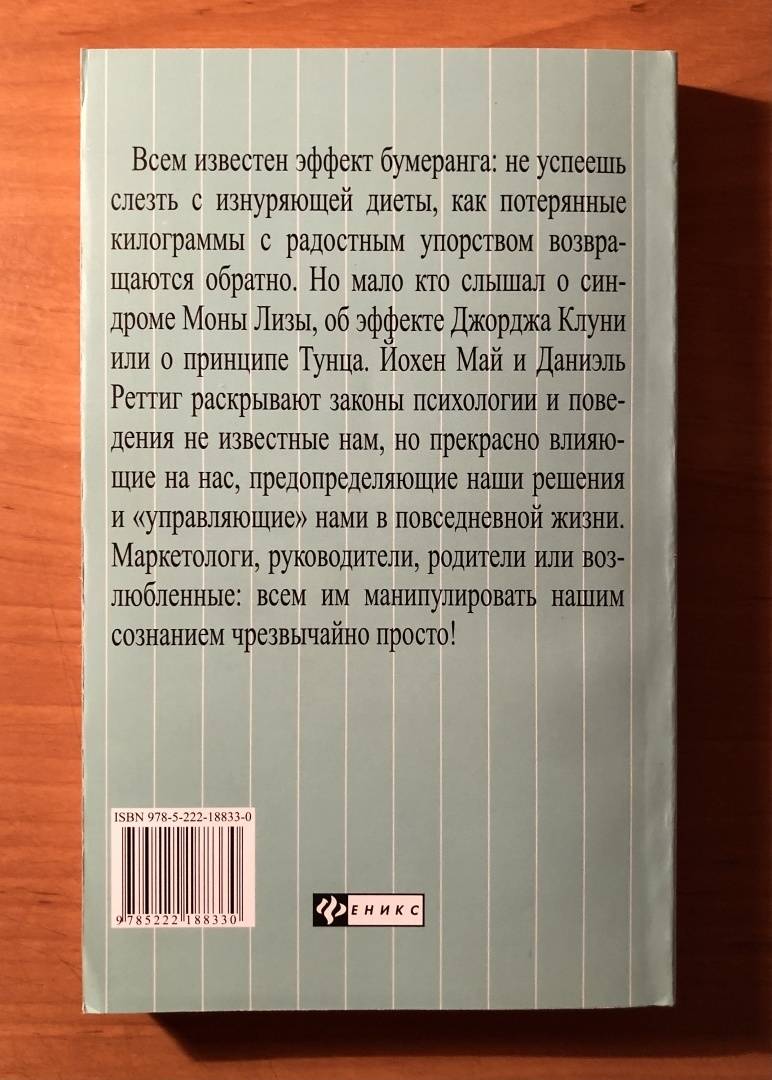 Всем известен эффект бумеранга: не успеешь
слезть с изнуряющей диеты, как потерянные
килограммы с радостным упорством возвра-
щаются обратно. Но мало кто слышал о син-
дроме Моны Лизы, об эффекте Джорджа Клуни
или о принципе Тунца. Йохен Май и Даниэль
Реттиг раскрывают законы психологии и пове-
дения не известные нам, но прекрасно влияю-
щие на нас, предопределяющие наши решения
и «управляющие» нами в повседневной жизни.
Маркетологи, руководители, родители или воз-
любленные: всем им манипулировать нашим
сознанием чрезвычайно просто!
ISBN 978-5-222-18833-0
9 785222 188330
ФЕНИКС